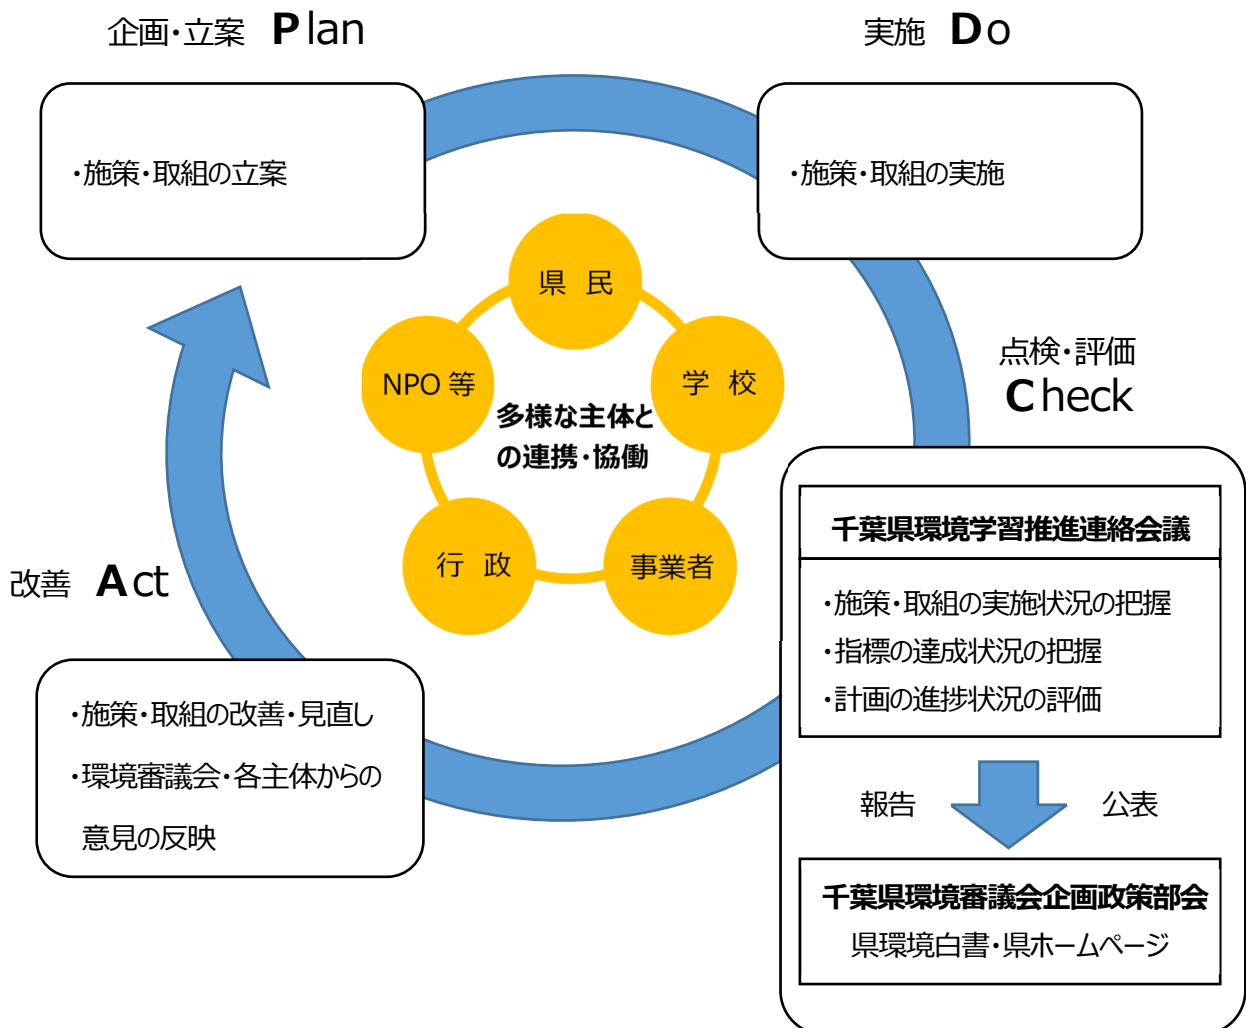 企画・立案 Plan
・施策・取組の立案
実施 Do
・施策・取組の実施
県 民
NPO 等
学 校
多様な主体と
の連携・協働
行 政
事業者
点検・評価
Check
千葉県環境学習推進連絡会議
・施策・取組の実施状況の把握
・指標の達成状況の把握
・計画の進捗状況の評価
報告 公表
千葉県環境審議会企画政策部会
県環境白書・県ホームページ
改善 Act
・施策・取組の改善・見直し
・環境審議会・各主体からの
意見の反映